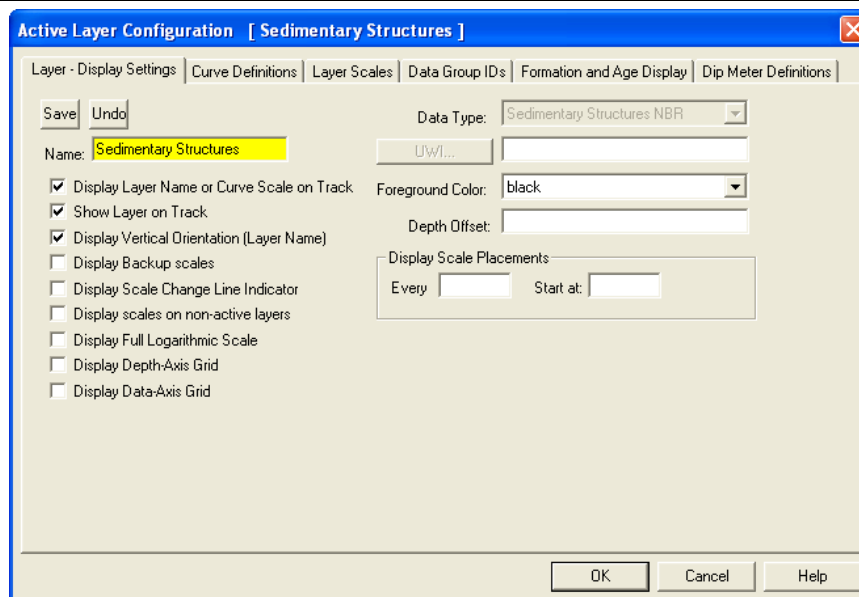 Active Layer Configuration [ Sedimentary Structures ]
Layer - Display Settings Curve Definitions Layer Scales Data Group IDs Formation and Age Display Dip Meter Definitions
Save Undo
Name: Sedimentary Structures
Display Layer Name or Curve Scale on Track
Show Layer on Track
Display Vertical Orientation (Layer Name)
Display Backup scales
Display Scale Change Line Indicator
Display scales on non-active layers
Display Full Logarithmic Scale
Display Depth-Axis Grid
Display Data-Axis Grid
Data Type: Sedimentary Structures NBR
UWI...
Foreground Color: black
Depth Offset:
Display Scale Placements
Every Start at:
OK Cancel Help